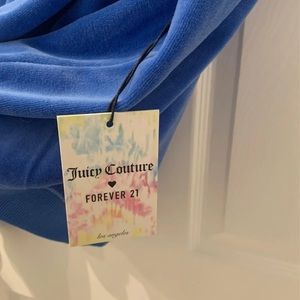 Juicy Couture
♥
FOREVER 21
los angeles